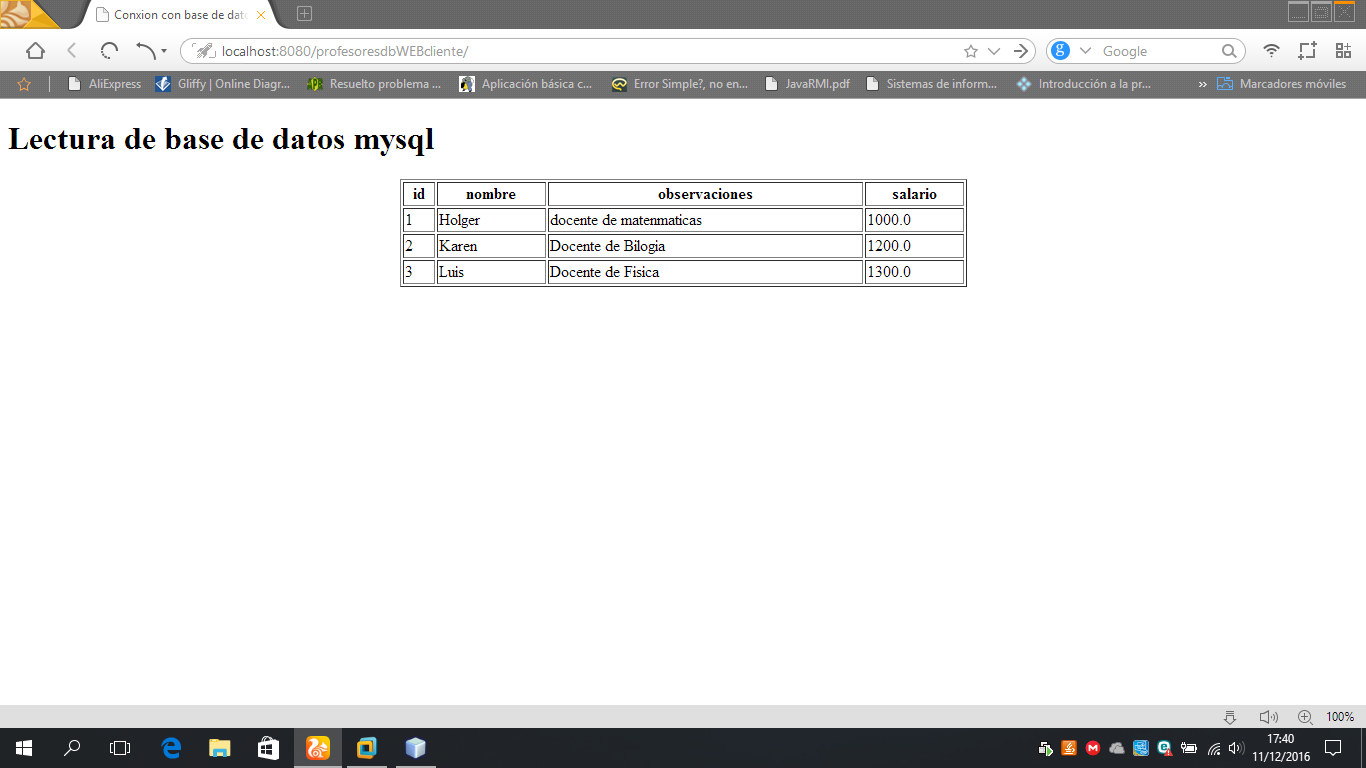 Conxion con base de dat
localhost:8080/profesoresdbWEBcliente/
Google
AliExpress
Gliffy | Online Diagr...
Resuelto problema ...
Aplicación básica c...
Error Simple?, no en...
JavaRMI.pdf
Sistemas de inform...
Introducción a la pr...
»
Marcadores móviles
Lectura de base de datos mysql
id nombre observaciones salario
1 Holger docente de matenmaticas 1000.0
2 Karen Docente de Bilogia 1200.0
3 Luis Docente de Fisica 1300.0
100%
17:40
11/12/2016